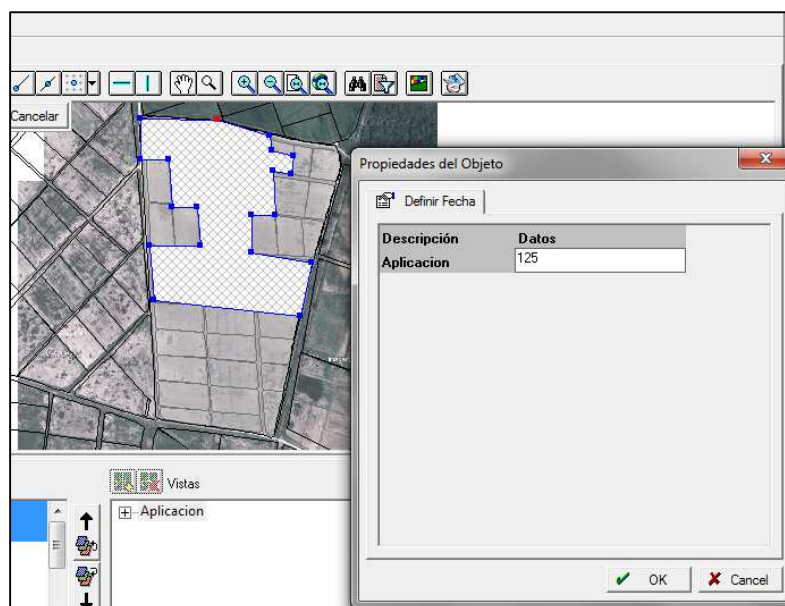 Cancelar
Propiedades del Objeto
Definir Fecha
Descripción Datos
Aplicacion 125
Vistas
Aplicacion
OK Cancel